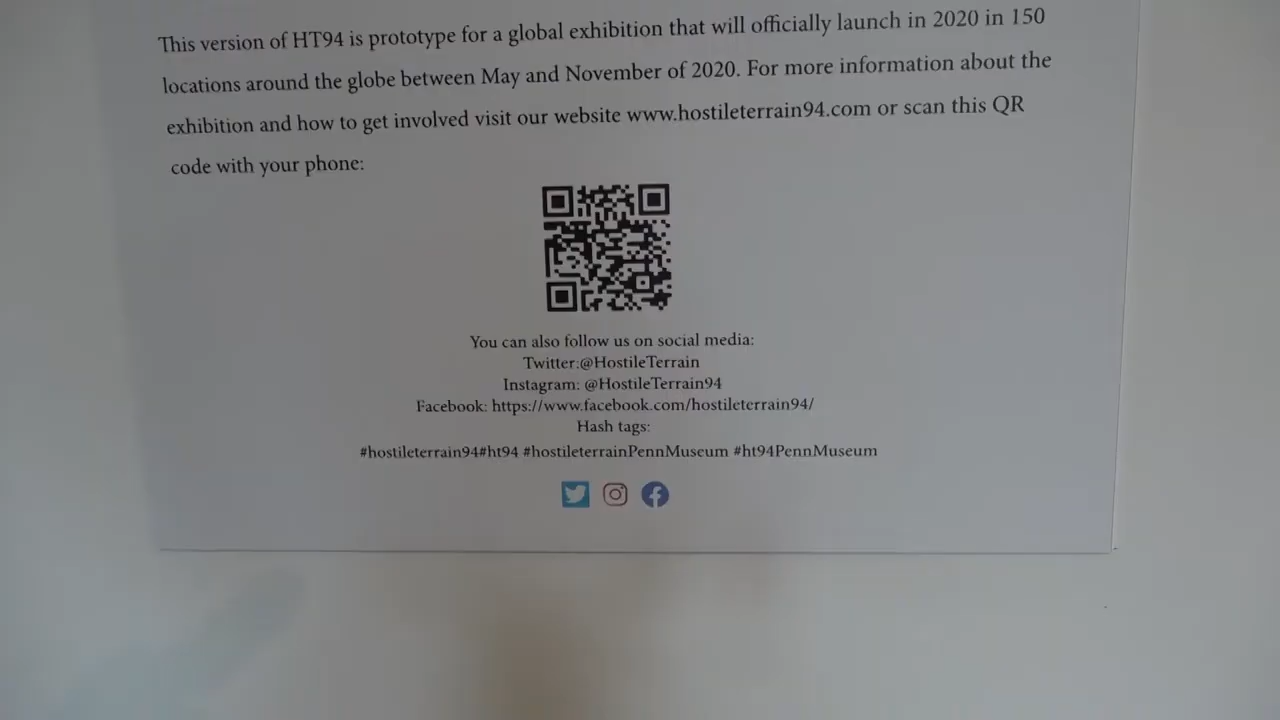 This version of HT94 is prototype for a global exhibition that will officially launch in 2020 in 150
locations around the globe between May and November of 2020. For more information about the
exhibition and how to get involved visit our website www.hostileterrain94.com or scan this QR
code with your phone:
You can also follow us on social media:
Twitter:@HostileTerrain
Instagram: @HostileTerrain94
Facebook: https://www.facebook.com/hostileterrain94/
Hash tags:
#hostileterrain94#ht94 #hostileterrainPennMuseum #ht94PennMuseum